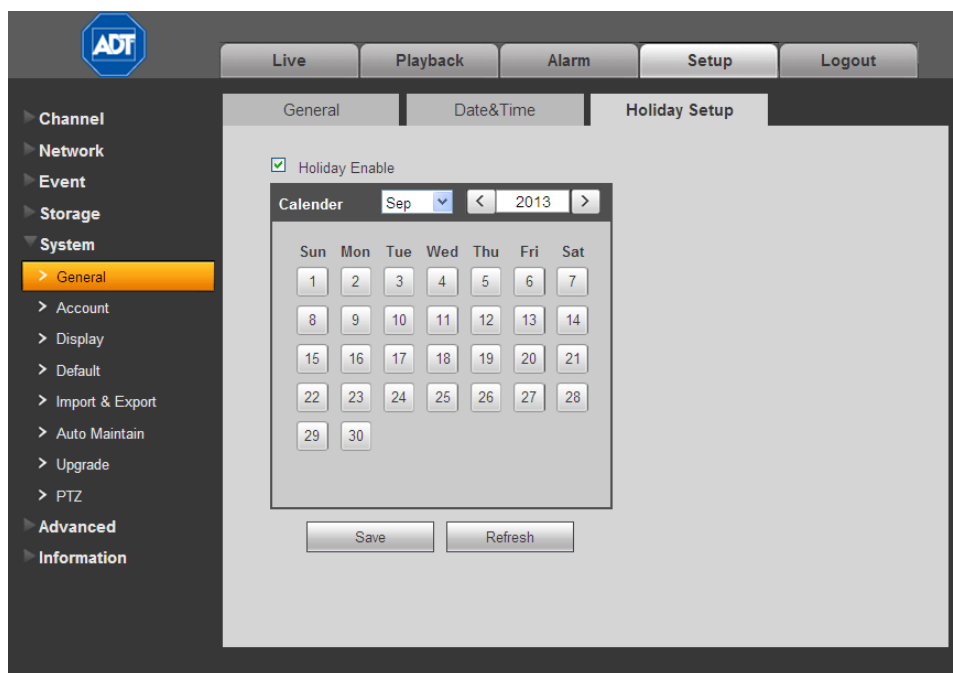 ADT
Live Playback Alarm Setup Logout
General Date&Time Holiday Setup
Channel
Network
Event
Storage
System
> General
> Account
> Display
> Default
> Import & Export
> Auto Maintain
> Upgrade
> PTZ
Advanced
Information
Holiday Enable
Calender Sep < 2013 >
Sun Mon Tue Wed Thu Fri Sat
1 2 3 4 5 6 7
8 9 10 11 12 13 14
15 16 17 18 19 20 21
22 23 24 25 26 27 28
29 30
Save Refresh